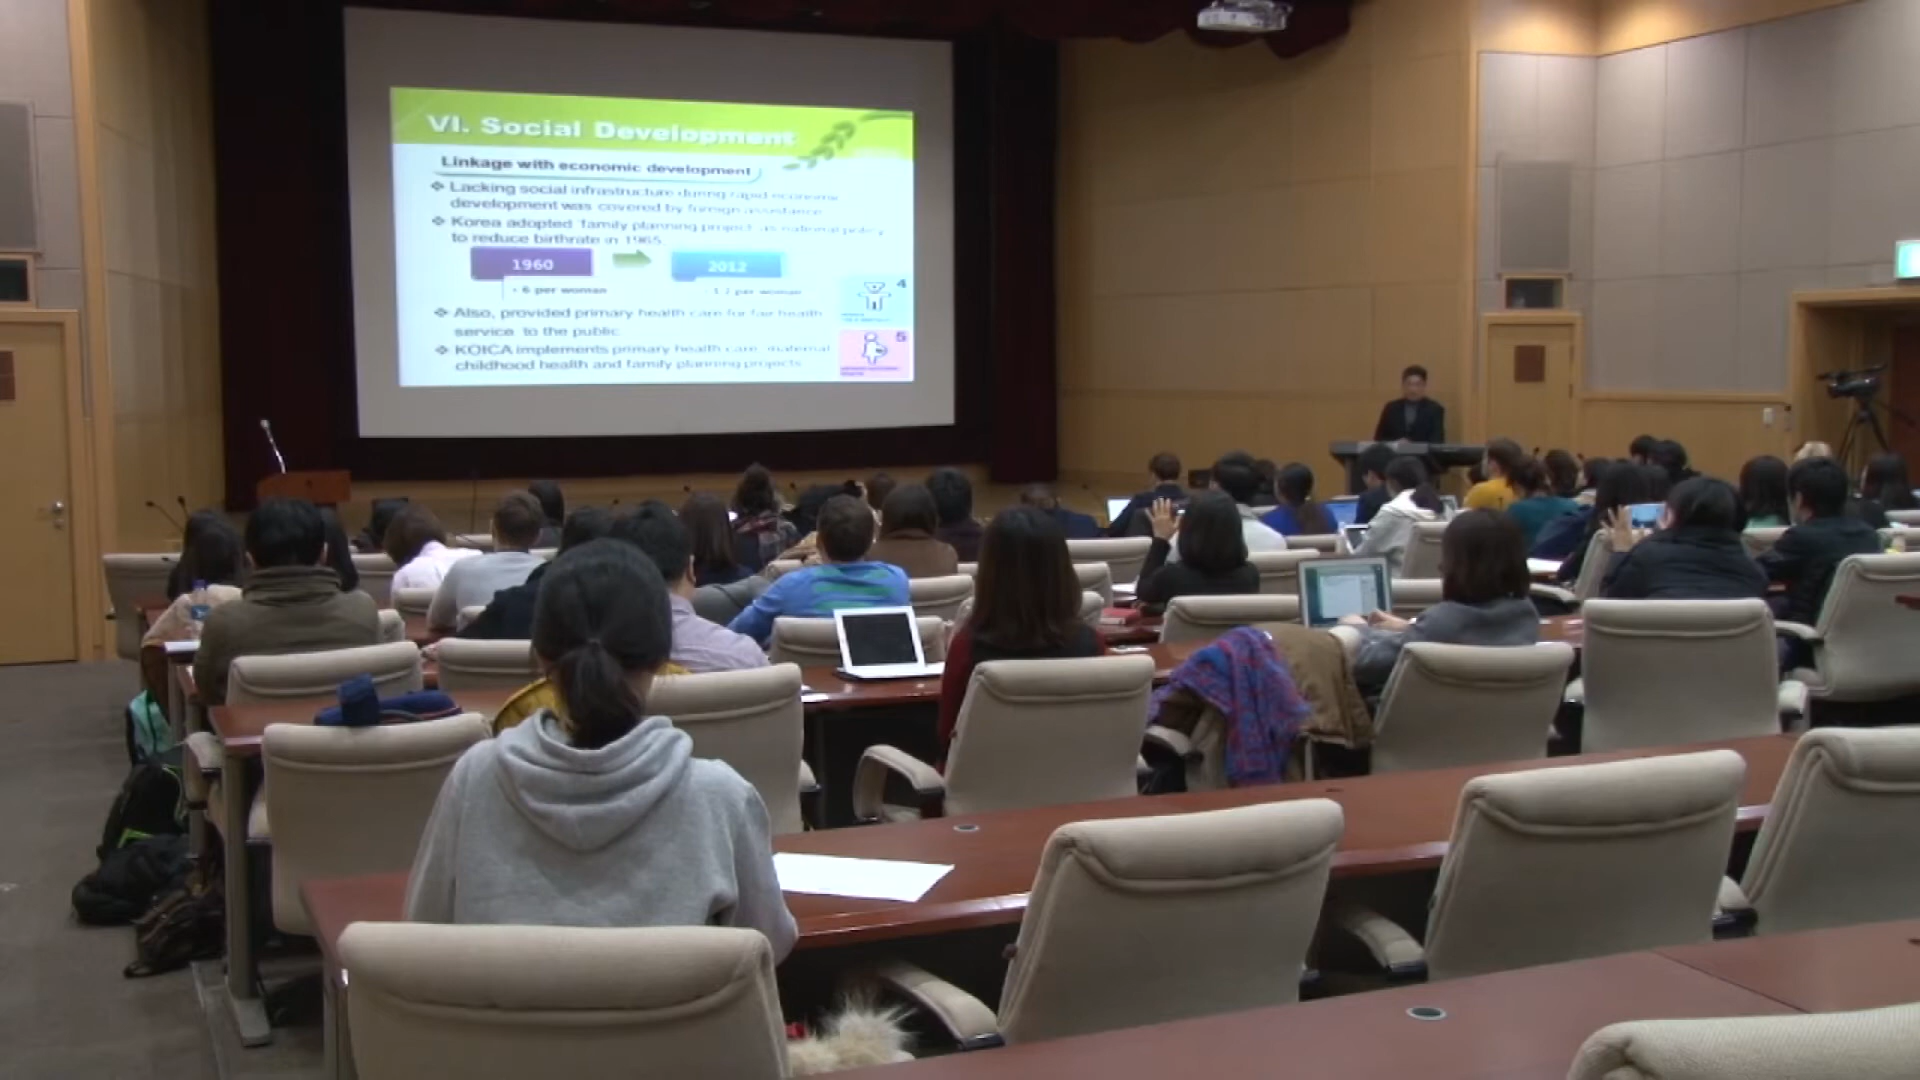 VI. Social Development
Linkage with economic development
❖ Lacking social infrastructure during rapid economic
development was covered by foreign assistance
❖ Korea adopted family planning project as national policy
to reduce birthrate in 1965
1960
2012
- 6 per woman
per woman
❖ Also, provided primary health care for fair health
service to the public
❖ KOICA implements primary health care, maternal
childhood health and family planning projects
4
5